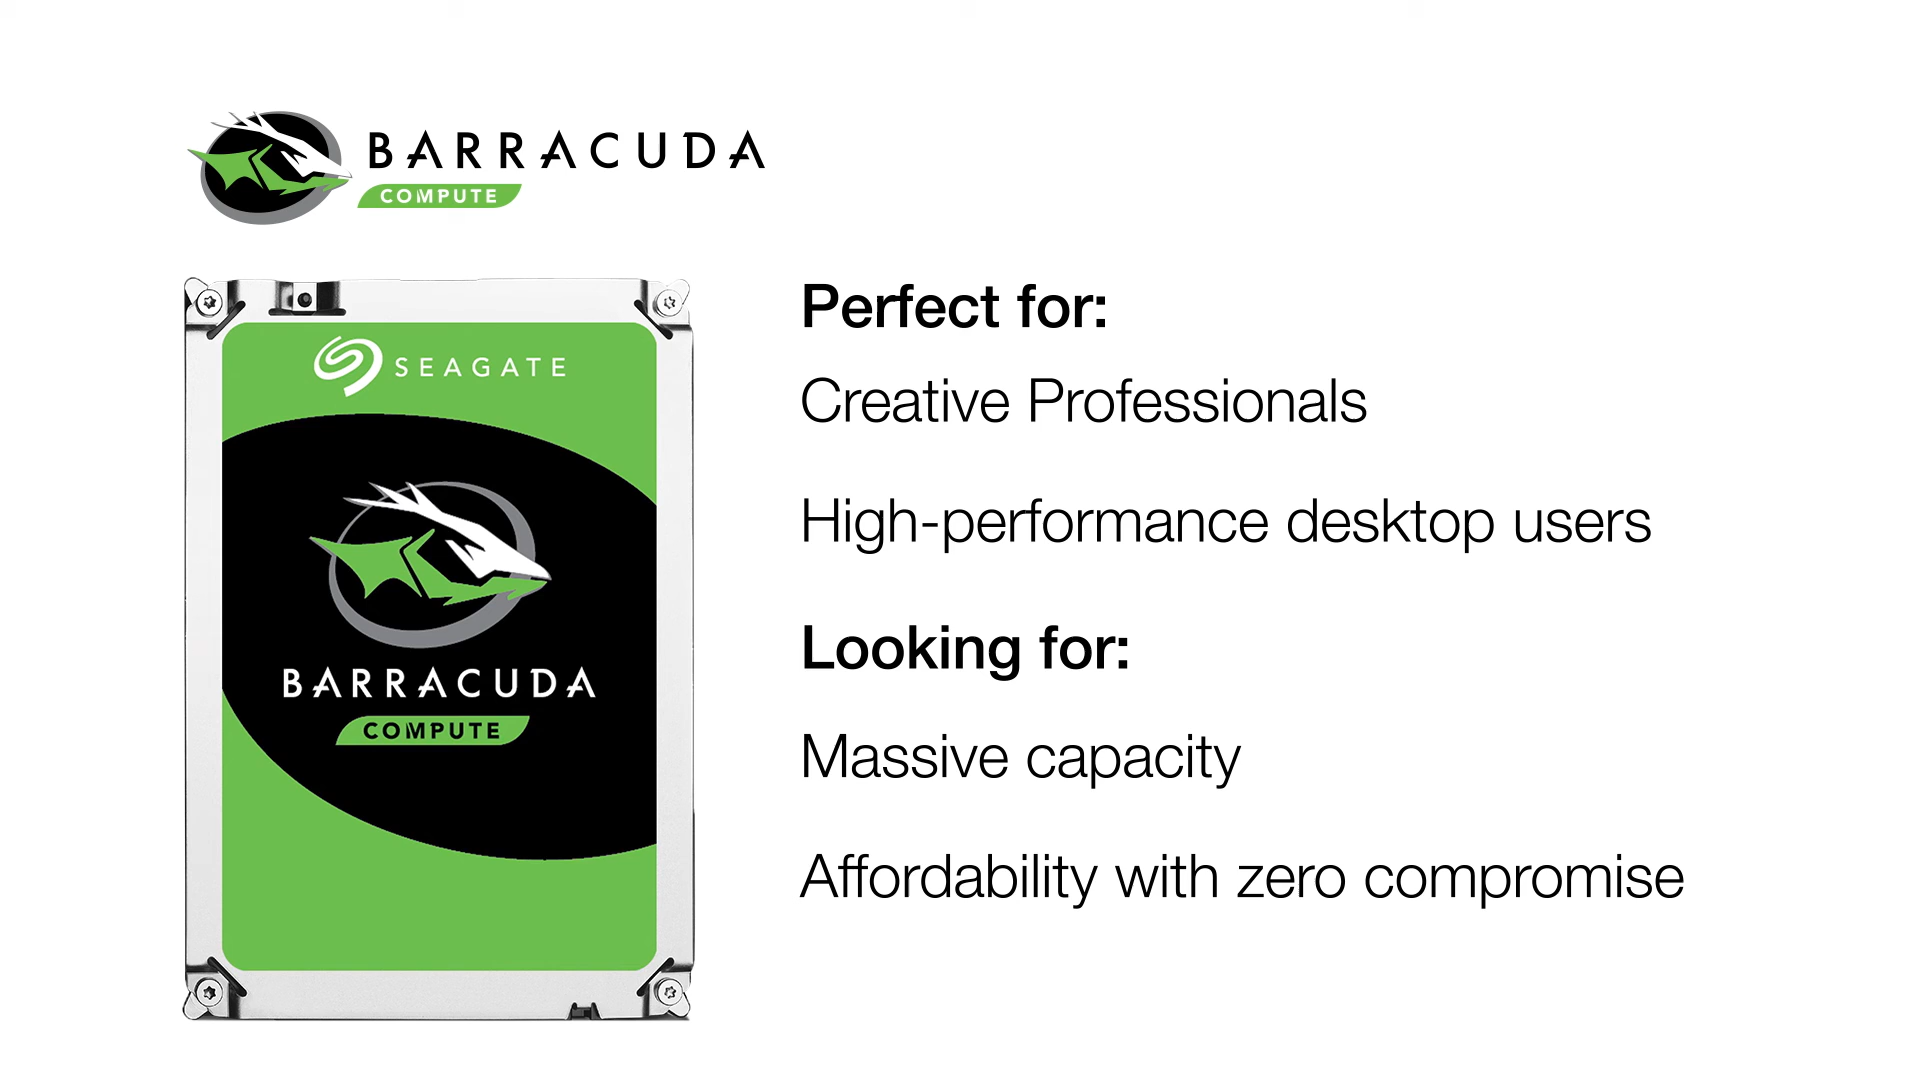 BARRACUDA
COMPUTE
SEAGATE
BARRACUDA
COMPUTE
Perfect for:
Creative Professionals
High-performance desktop users
Looking for:
Massive capacity
Affordability with zero compromise